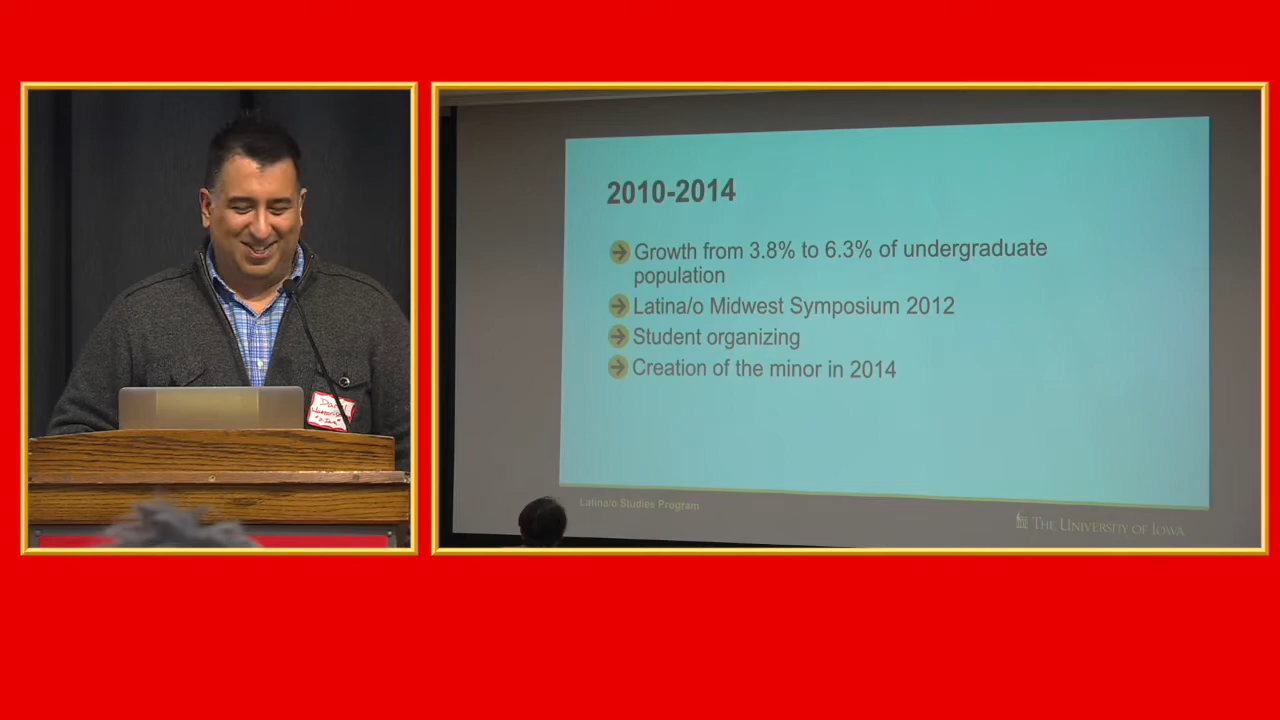 2010-2014
Growth from 3.8% to 6.3% of undergraduate
population
Latina/o Midwest Symposium 2012
Student organizing
Creation of the minor in 2014
Latina/o Studies Program
THE UNIVERSITY OF IOWA